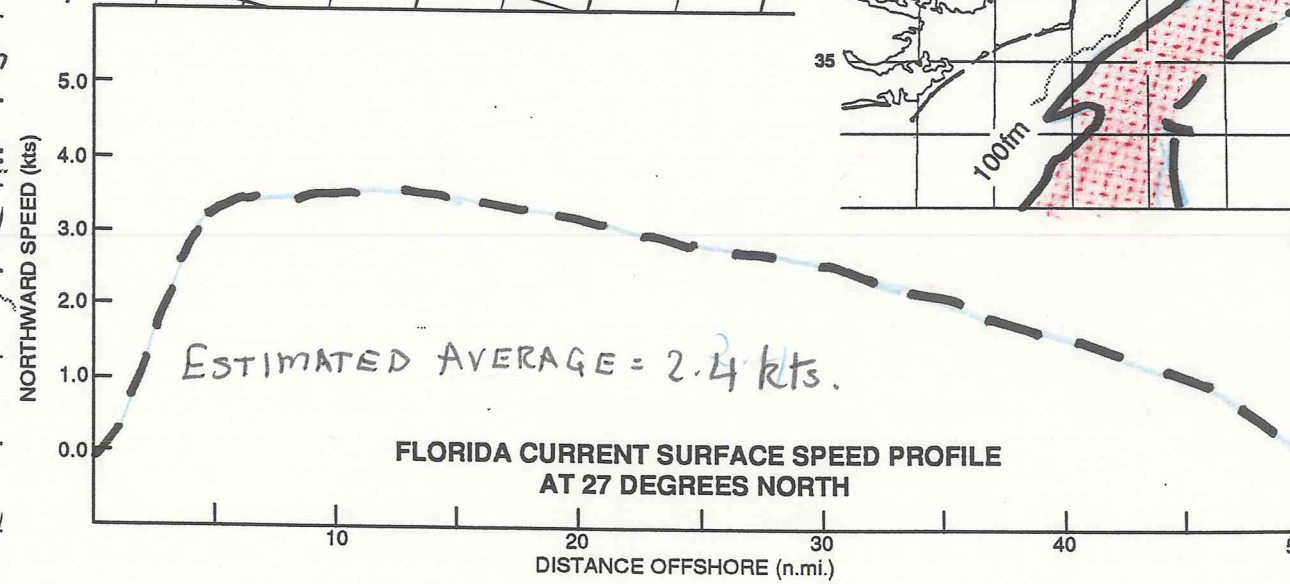 35
100fm
5.0
4.0
3.0
2.0
1.0
0.0
NORTHWARD SPEED (kts)
ESTIMATED AVERAGE = 2.4 kts.
FLORIDA CURRENT SURFACE SPEED PROFILE
AT 27 DEGREES NORTH
10
20
30
40
DISTANCE OFFSHORE (n.mi.)